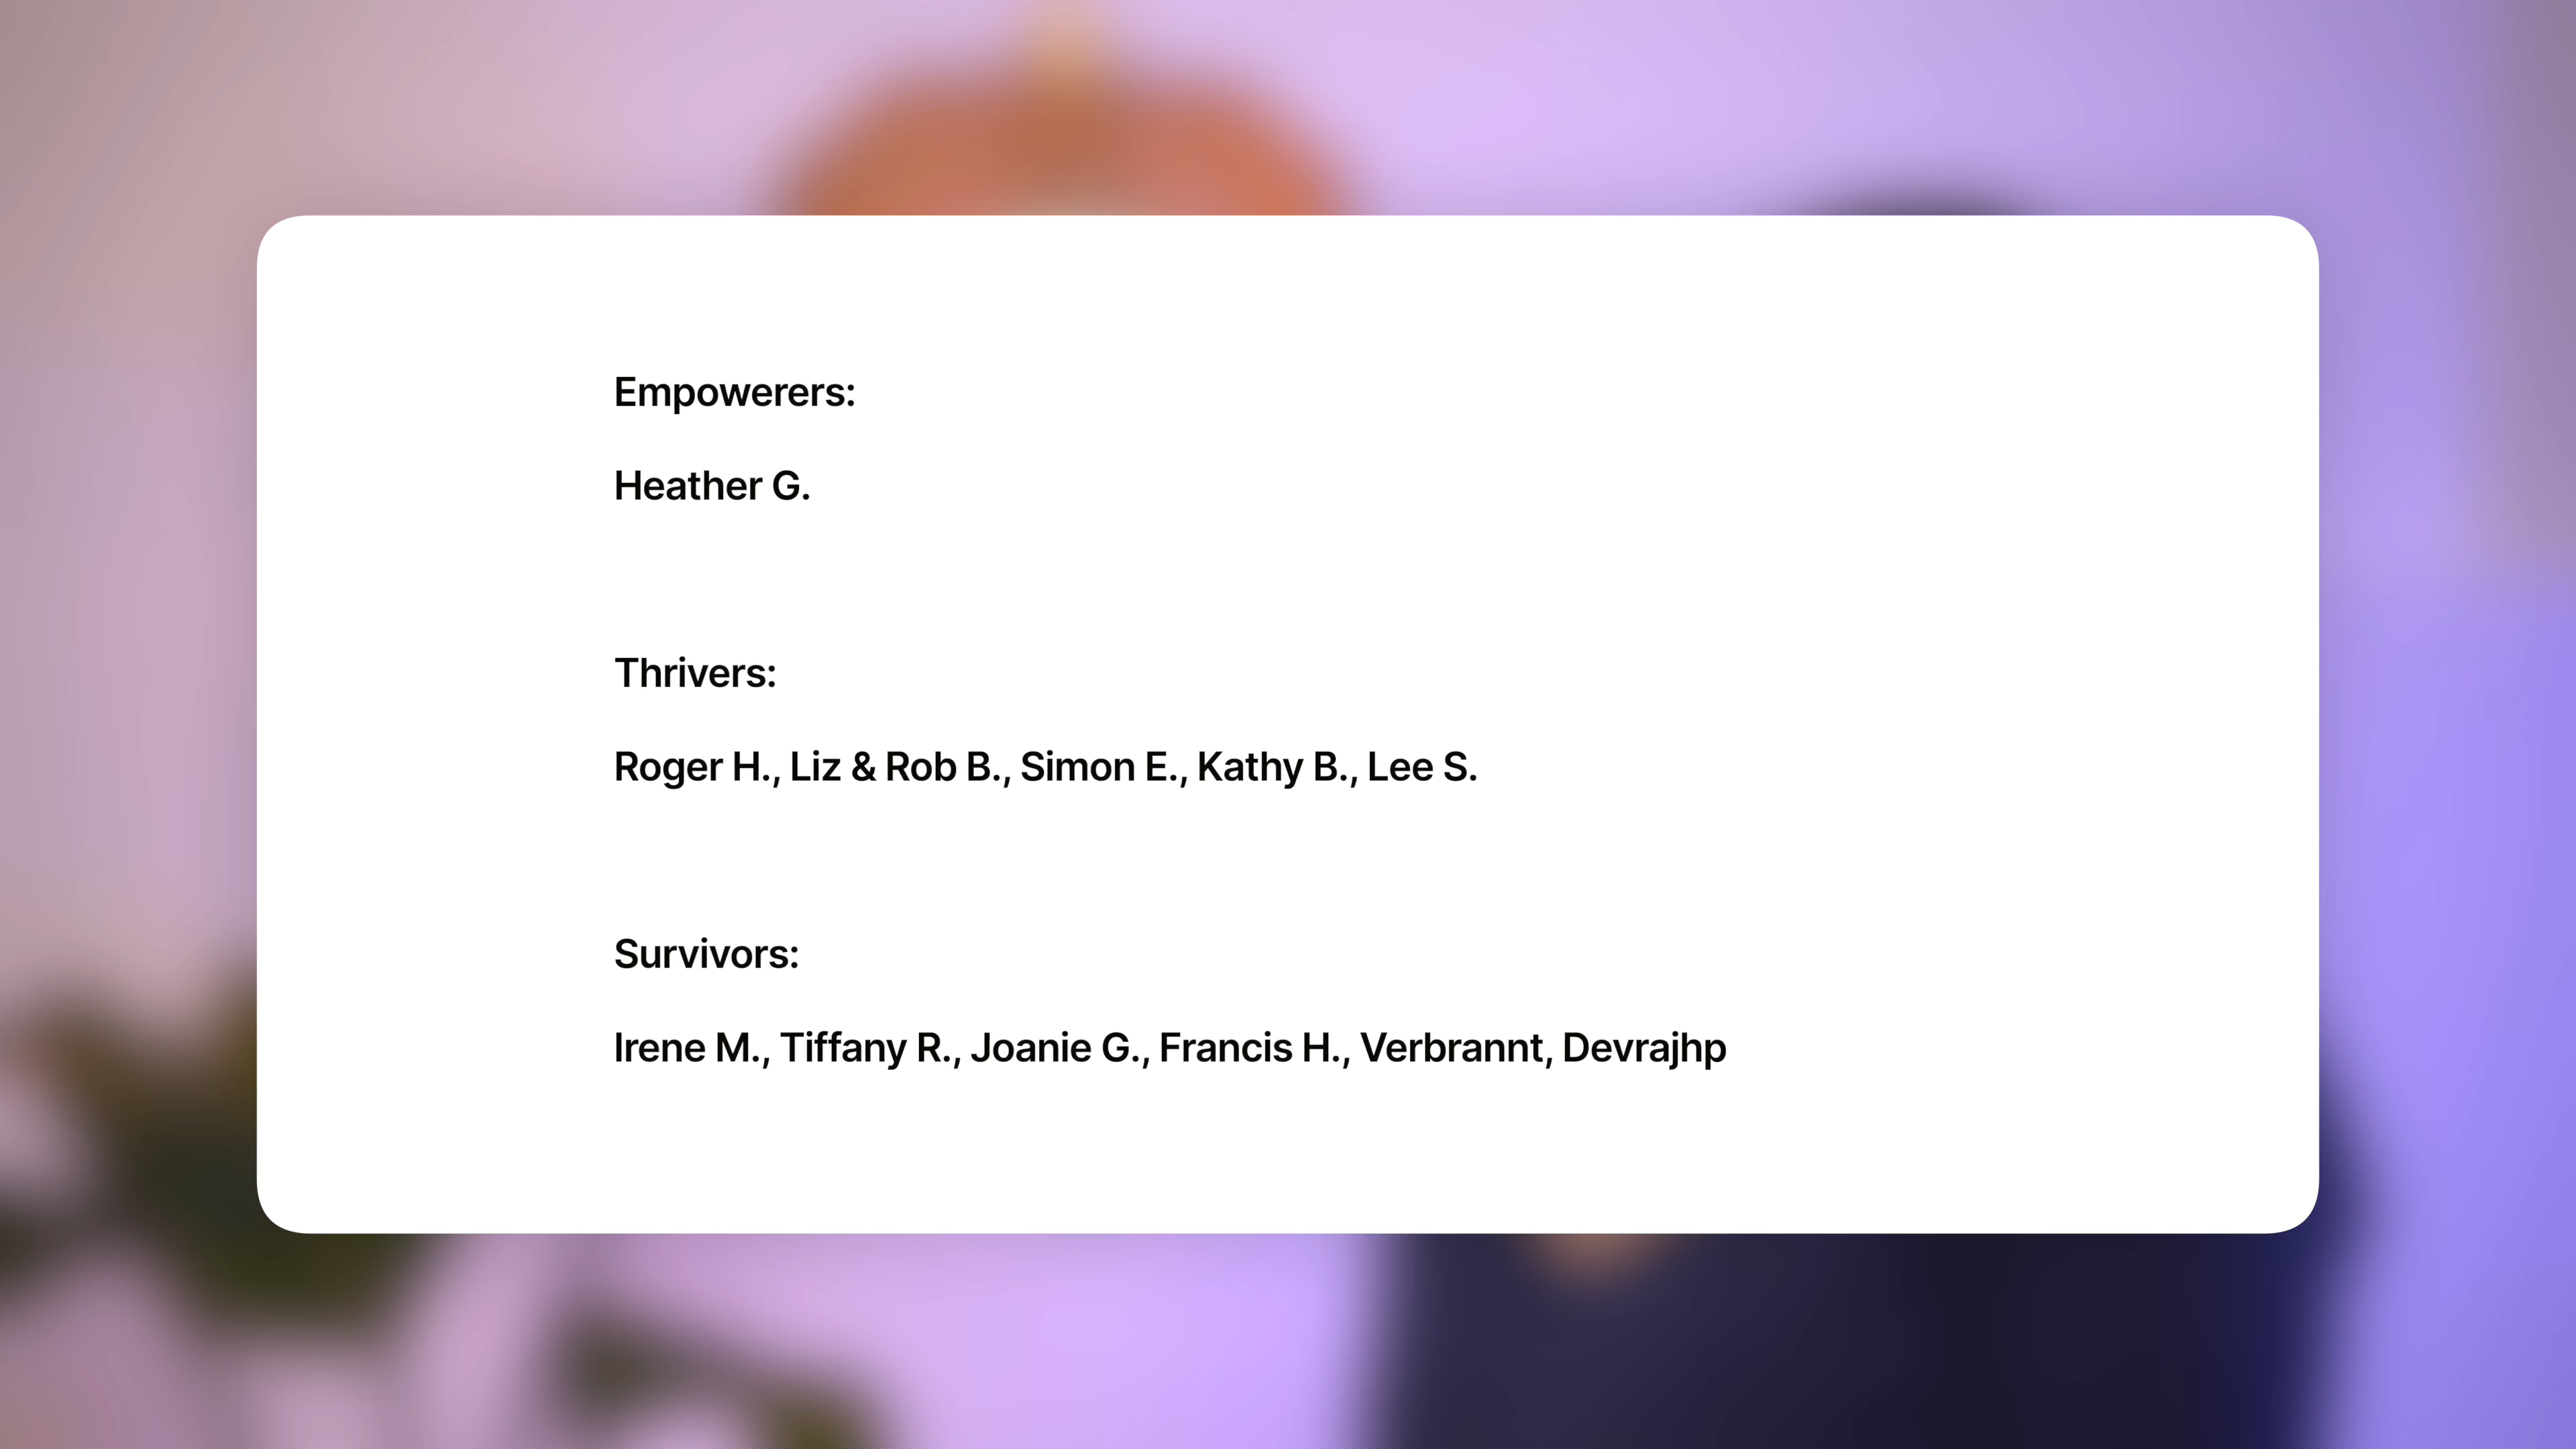 Empowerers:
Heather G.
Thrivers:
Roger H., Liz & Rob B., Simon E., Kathy B., Lee S.
Survivors:
Irene M., Tiffany R., Joanie G., Francis H., Verbrannt, Devrajhp